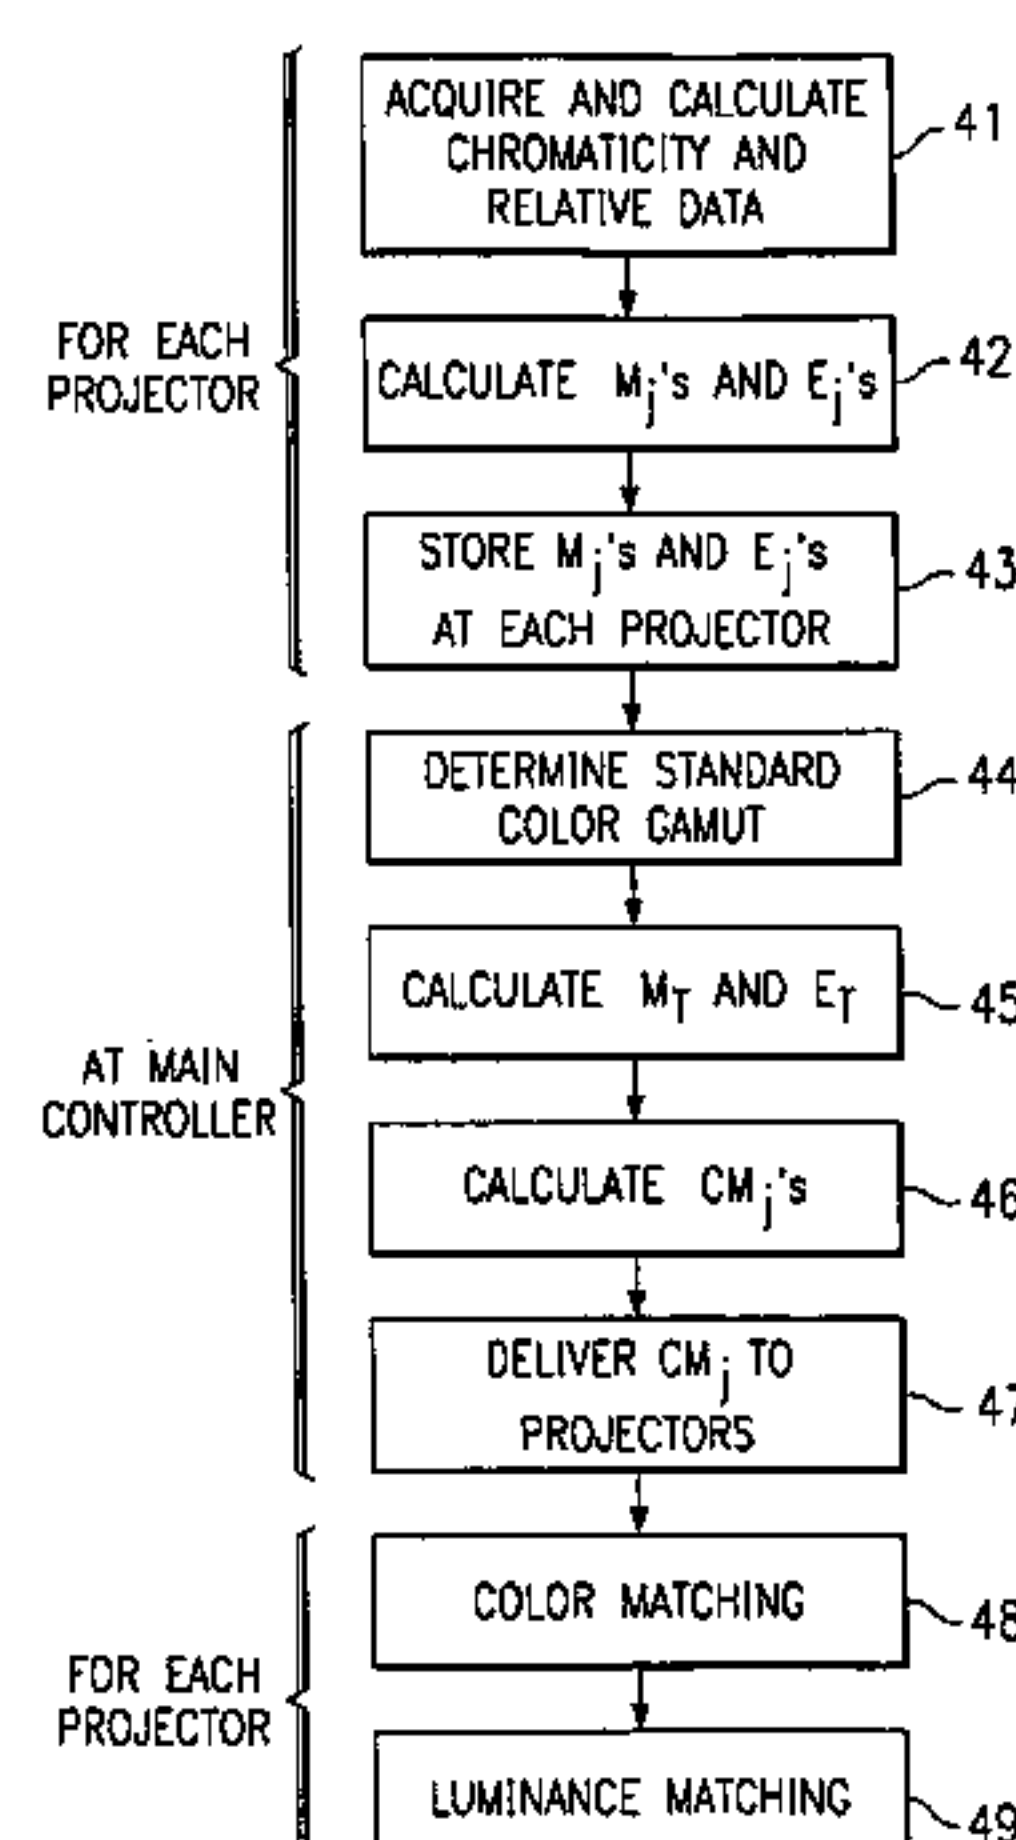 ACQUIRE AND CALCULATE
CHROMATICITY AND
RELATIVE DATA
41
FOR EACH
PROJECTOR
CALCULATE Mj's AND Ej's
42
STORE Mj's AND Ej's
AT EACH PROJECTOR
43
DETERMINE STANDARD
COLOR GAMUT
44
CALCULATE MT AND ET
45
AT MAIN
CONTROLLER
CALCULATE CMj's
46
DELIVER CMj TO
PROJECTORS
47
COLOR MATCHING
48
FOR EACH
PROJECTOR
LUMINANCE MATCHING
49